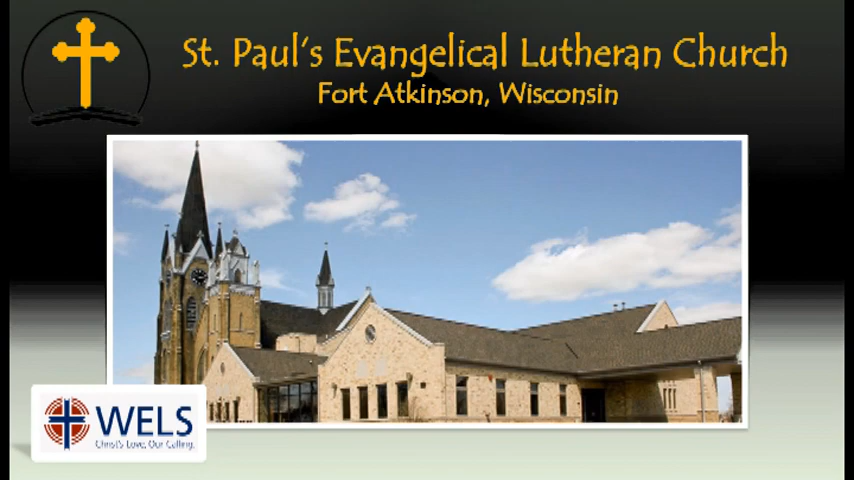 St. Paul's Evangelical Lutheran Church
Fort Atkinson, Wisconsin
WELS
Christ's Love, Our Calling.